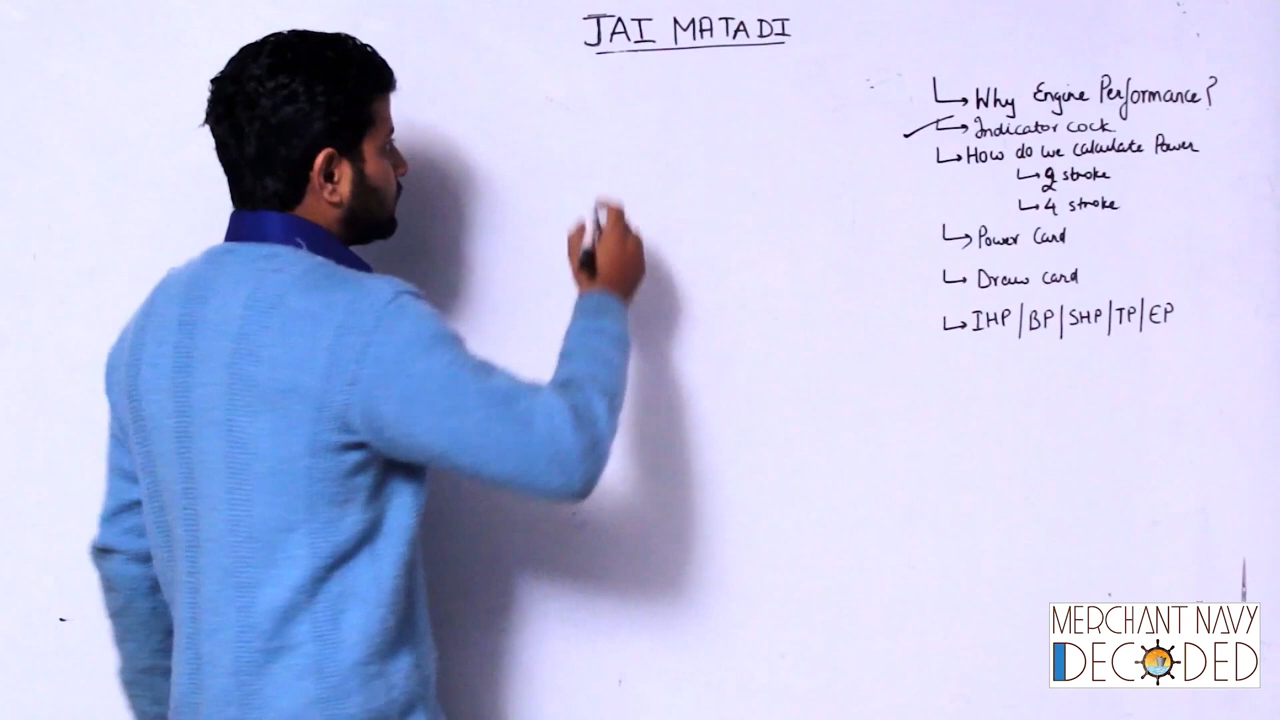 JAI MATADI
Why Engine Performance?
Indicator cock
How do we calculate Power
2 stroke
4 stroke
Power Card
Draw card
IHP/BP/SHP/TP/EP
MERCHANT NAVY
DECODED